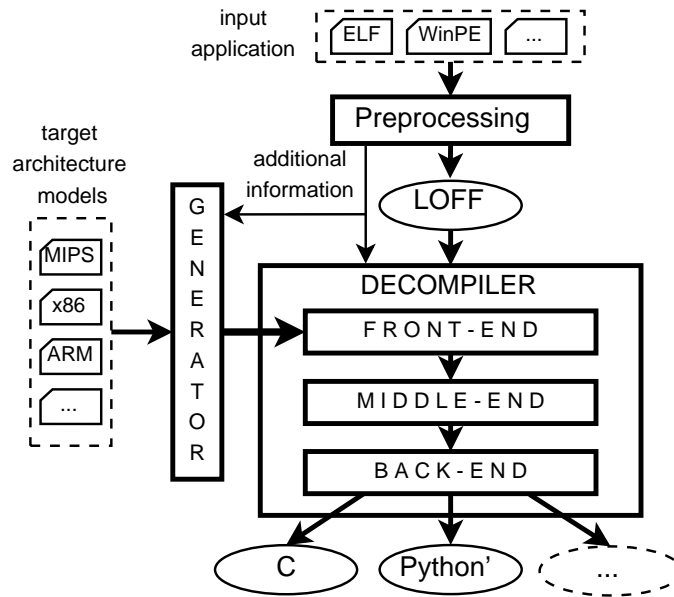 input
application
ELF
WinPE
...
Preprocessing
target
architecture
models
additional
information
LOFF
GENERATOR
MIPS
x86
ARM
...
DECOMPILER
FRONT-END
MIDDLE-END
BACK-END
C
Python’
...